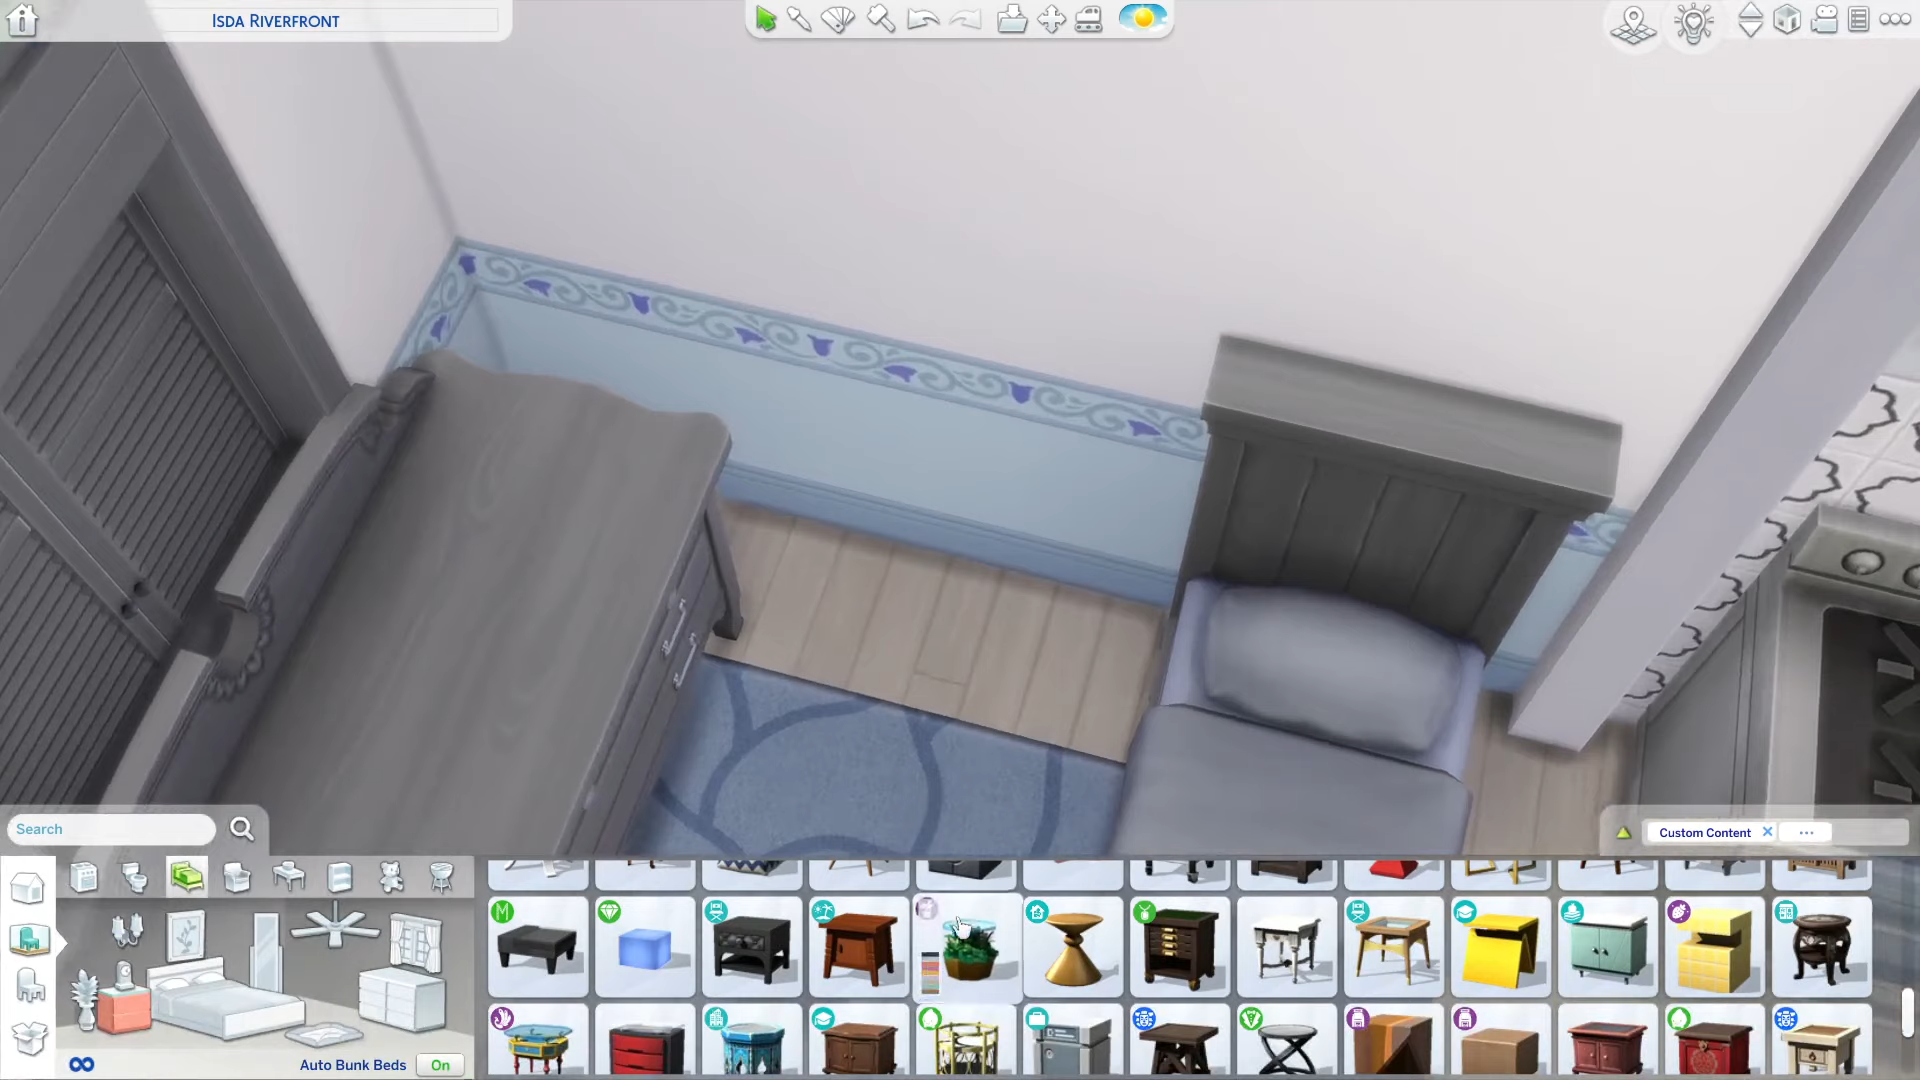 Isda Riverfront
Search
Custom Content
Auto Bunk Beds On
M